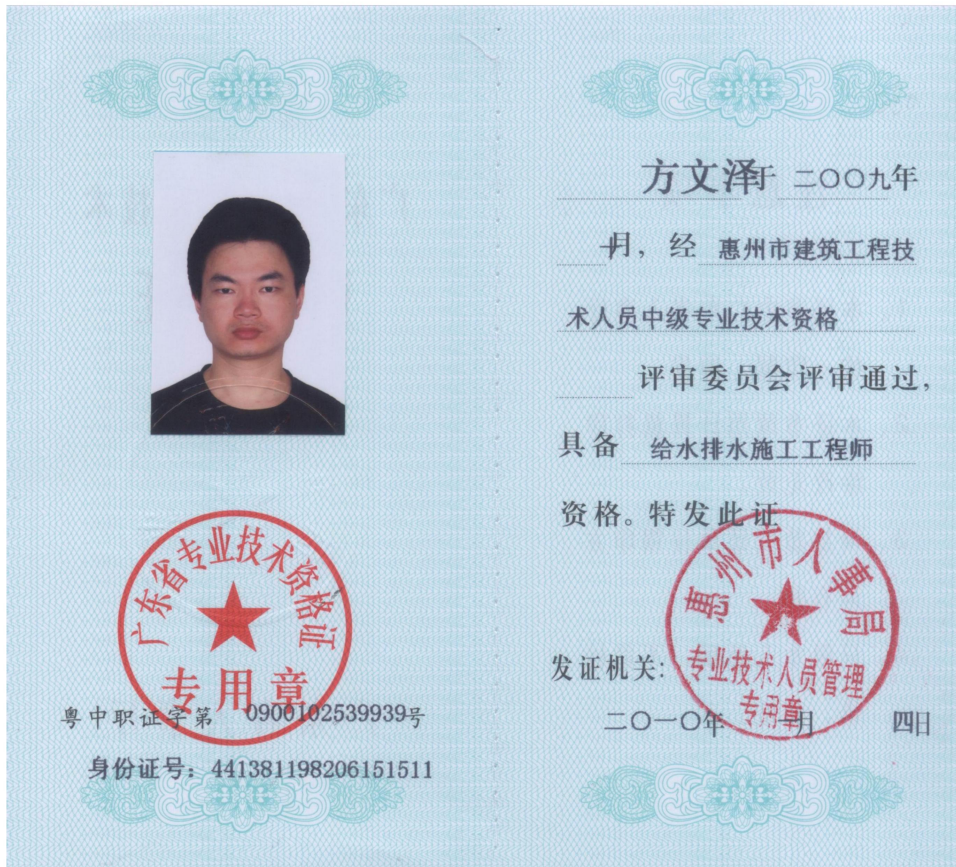 广东省专业技术资格证
专用章
粤中职证字第 0900102539939号
身份证号：441381198206151511
方文泽于 二〇〇九年
十月，经 惠州市建筑工程技
术人员中级专业技术资格
评审委员会评审通过，
具备 给水排水施工工程师
资格。特发此证
惠州市人事局
专业技术人员管理
专用章
发证机关：
二〇一〇年 一月 四日